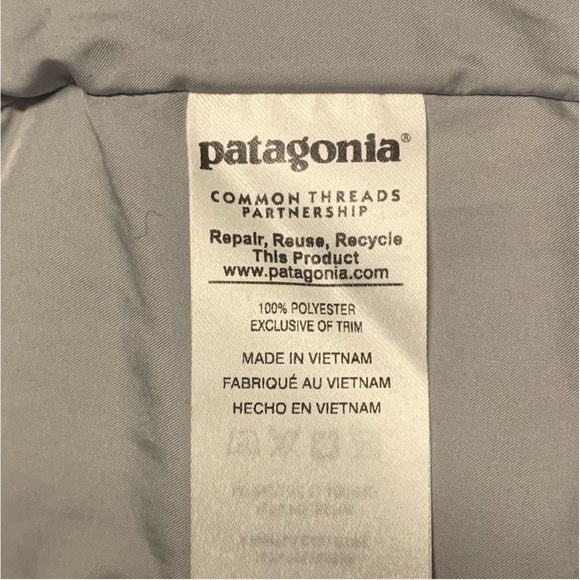 patagonia®
COMMON THREADS
PARTNERSHIP
Repair, Reuse, Recycle
This Product
www.patagonia.com
100% POLYESTER
EXCLUSIVE OF TRIM
MADE IN VIETNAM
FABRIQUÉ AU VIETNAM
HECHO EN VIETNAM